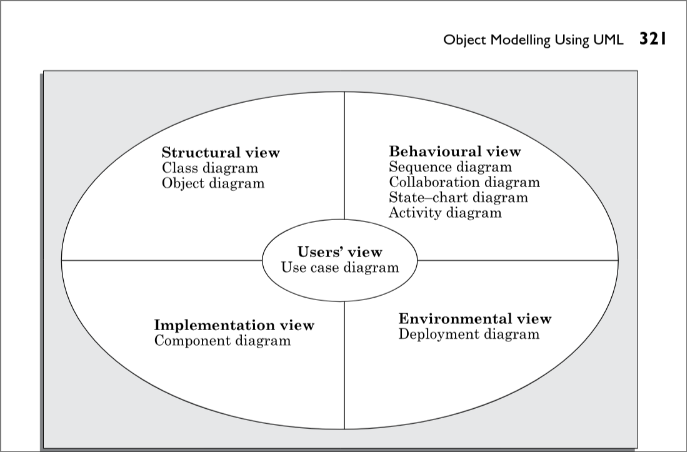 Object Modelling Using UML 321
Structural view
Class diagram
Object diagram
Behavioural view
Sequence diagram
Collaboration diagram
State–chart diagram
Activity diagram
Users’ view
Use case diagram
Implementation view
Component diagram
Environmental view
Deployment diagram